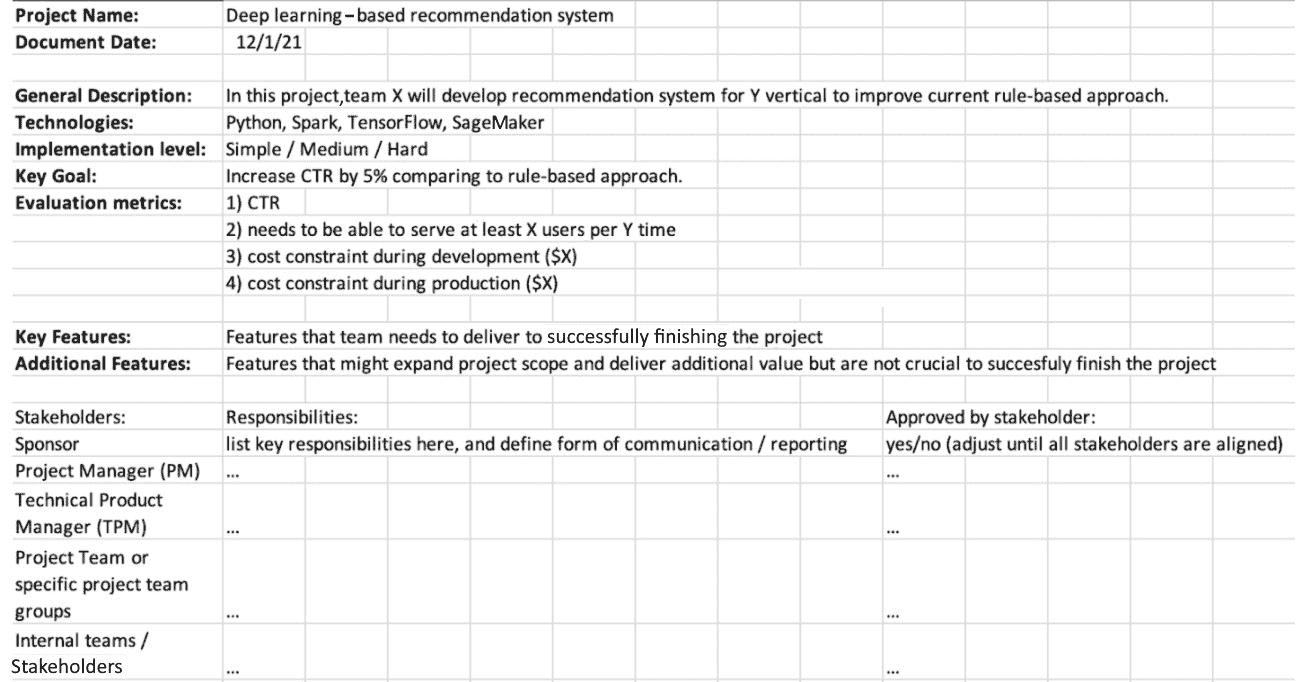 Project Name: Deep learning–based recommendation system
Document Date: 12/1/21
General Description: In this project,team X will develop recommendation system for Y vertical to improve current rule-based approach.
Technologies: Python, Spark, TensorFlow, SageMaker
Implementation level: Simple / Medium / Hard
Key Goal: Increase CTR by 5% comparing to rule-based approach.
Evaluation metrics: 1) CTR
2) needs to be able to serve at least X users per Y time
3) cost constraint during development ($X)
4) cost constraint during production ($X)
Key Features: Features that team needs to deliver to successfully finishing the project
Additional Features: Features that might expand project scope and deliver additional value but are not crucial to succesfuly finish the project
Stakeholders: Responsibilities: Approved by stakeholder:
Sponsor list key responsibilities here, and define form of communication / reporting yes/no (adjust until all stakeholders are aligned)
Project Manager (PM) ... ...
Technical Product
Manager (TPM) ... ...
Project Team or
specific project team
groups ... ...
Internal teams /
Stakeholders ... ...